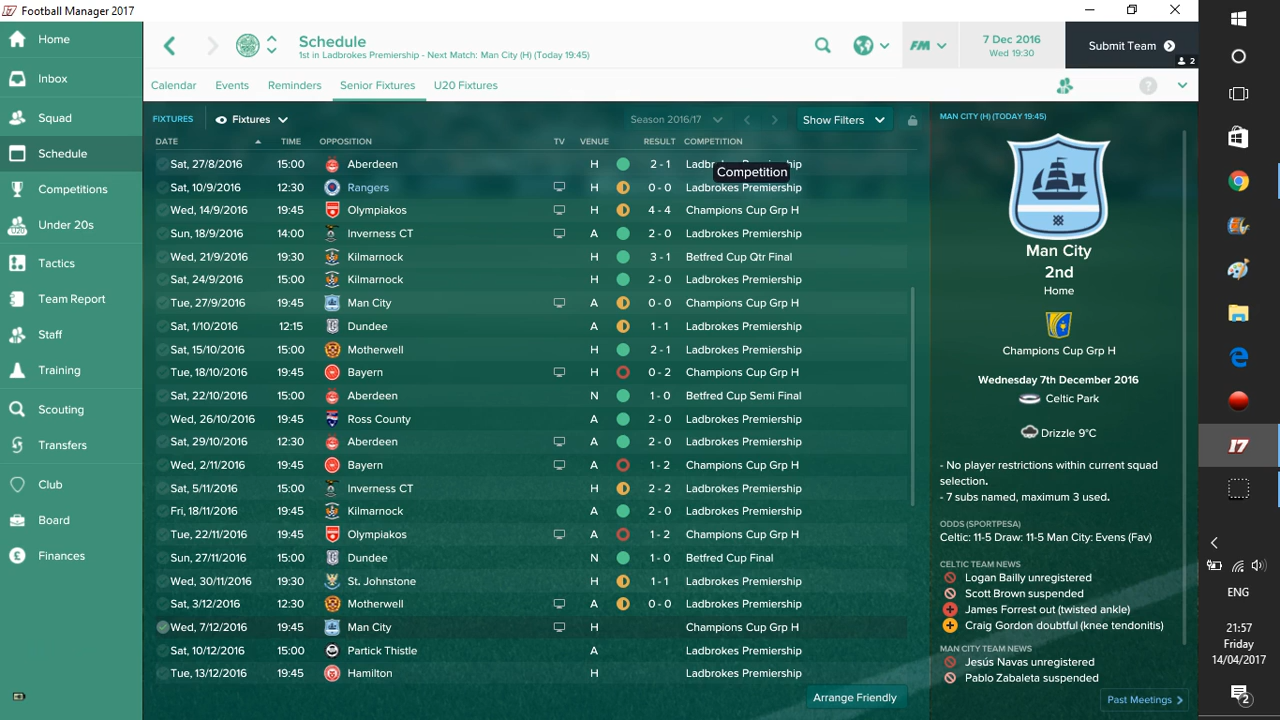 17 Football Manager 2017
Home
Inbox
Squad
Schedule
Competitions
U20 Under 20s
Tactics
Team Report
Staff
Training
Scouting
Transfers
Club
Board
£ Finances
Schedule
1st in Ladbrokes Premiership - Next Match: Man City (H) (Today 19:45)
FM
7 Dec 2016
Wed 19:30
Submit Team
2
Calendar Events Reminders Senior Fixtures U20 Fixtures
?
FIXTURES Fixtures Season 2016/17 Show Filters
DATE TIME OPPOSITION TV VENUE RESULT COMPETITION
Sat, 27/8/2016 15:00 Aberdeen H 2 - 1 Ladbrokes Premiership
Competition
Sat, 10/9/2016 12:30 Rangers H 0 - 0 Ladbrokes Premiership
Wed, 14/9/2016 19:45 Olympiakos H 4 - 4 Champions Cup Grp H
Sun, 18/9/2016 14:00 Inverness CT A 2 - 0 Ladbrokes Premiership
Wed, 21/9/2016 19:30 Kilmarnock H 3 - 1 Betfred Cup Qtr Final
Sat, 24/9/2016 15:00 Kilmarnock H 2 - 0 Ladbrokes Premiership
Tue, 27/9/2016 19:45 Man City A 0 - 0 Champions Cup Grp H
Sat, 1/10/2016 12:15 Dundee A 1 - 1 Ladbrokes Premiership
Sat, 15/10/2016 15:00 Motherwell H 2 - 1 Ladbrokes Premiership
Tue, 18/10/2016 19:45 Bayern H 0 - 2 Champions Cup Grp H
Sat, 22/10/2016 15:00 Aberdeen N 1 - 0 Betfred Cup Semi Final
Wed, 26/10/2016 19:45 Ross County A 2 - 0 Ladbrokes Premiership
Sat, 29/10/2016 12:30 Aberdeen A 2 - 0 Ladbrokes Premiership
Wed, 2/11/2016 19:45 Bayern A 1 - 2 Champions Cup Grp H
Sat, 5/11/2016 15:00 Inverness CT H 2 - 2 Ladbrokes Premiership
Fri, 18/11/2016 19:45 Kilmarnock A 2 - 0 Ladbrokes Premiership
Tue, 22/11/2016 19:45 Olympiakos A 1 - 2 Champions Cup Grp H
Sun, 27/11/2016 15:00 Dundee N 1 - 0 Betfred Cup Final
Wed, 30/11/2016 19:30 St. Johnstone H 1 - 1 Ladbrokes Premiership
Sat, 3/12/2016 12:30 Motherwell A 0 - 0 Ladbrokes Premiership
Wed, 7/12/2016 19:45 Man City H Champions Cup Grp H
Sat, 10/12/2016 15:00 Partick Thistle A Ladbrokes Premiership
Tue, 13/12/2016 19:45 Hamilton H Ladbrokes Premiership
Arrange Friendly
MAN CITY (H) (TODAY 19:45)
Man City
2nd
Home
Champions Cup Grp H
Wednesday 7th December 2016
Celtic Park
Drizzle 9°C
- No player restrictions within current squad
selection.
- 7 subs named, maximum 3 used.
ODDS (SPORTPESA)
Celtic: 11-5 Draw: 11-5 Man City: Evens (Fav)
CELTIC TEAM NEWS
Logan Bailly unregistered
Scott Brown suspended
James Forrest out (twisted ankle)
Craig Gordon doubtful (knee tendonitis)
MAN CITY TEAM NEWS
Jesús Navas unregistered
Pablo Zabaleta suspended
Past Meetings
17
ENG
21:57
Friday
14/04/2017
2